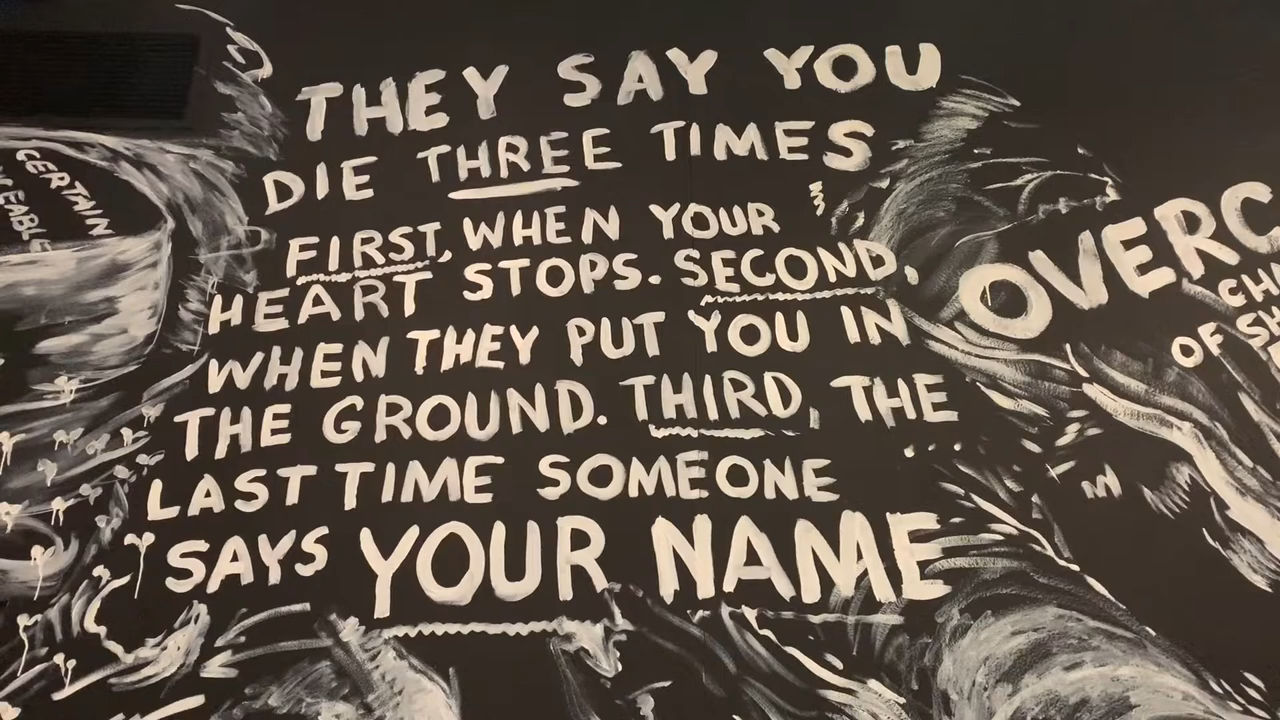 THEY SAY YOU
DIE THREE TIMES
FIRST, WHEN YOUR
HEART STOPS. SECOND,
WHEN THEY PUT YOU IN
THE GROUND. THIRD, THE
LAST TIME SOMEONE
SAYS YOUR NAME
CERTAIN
OF